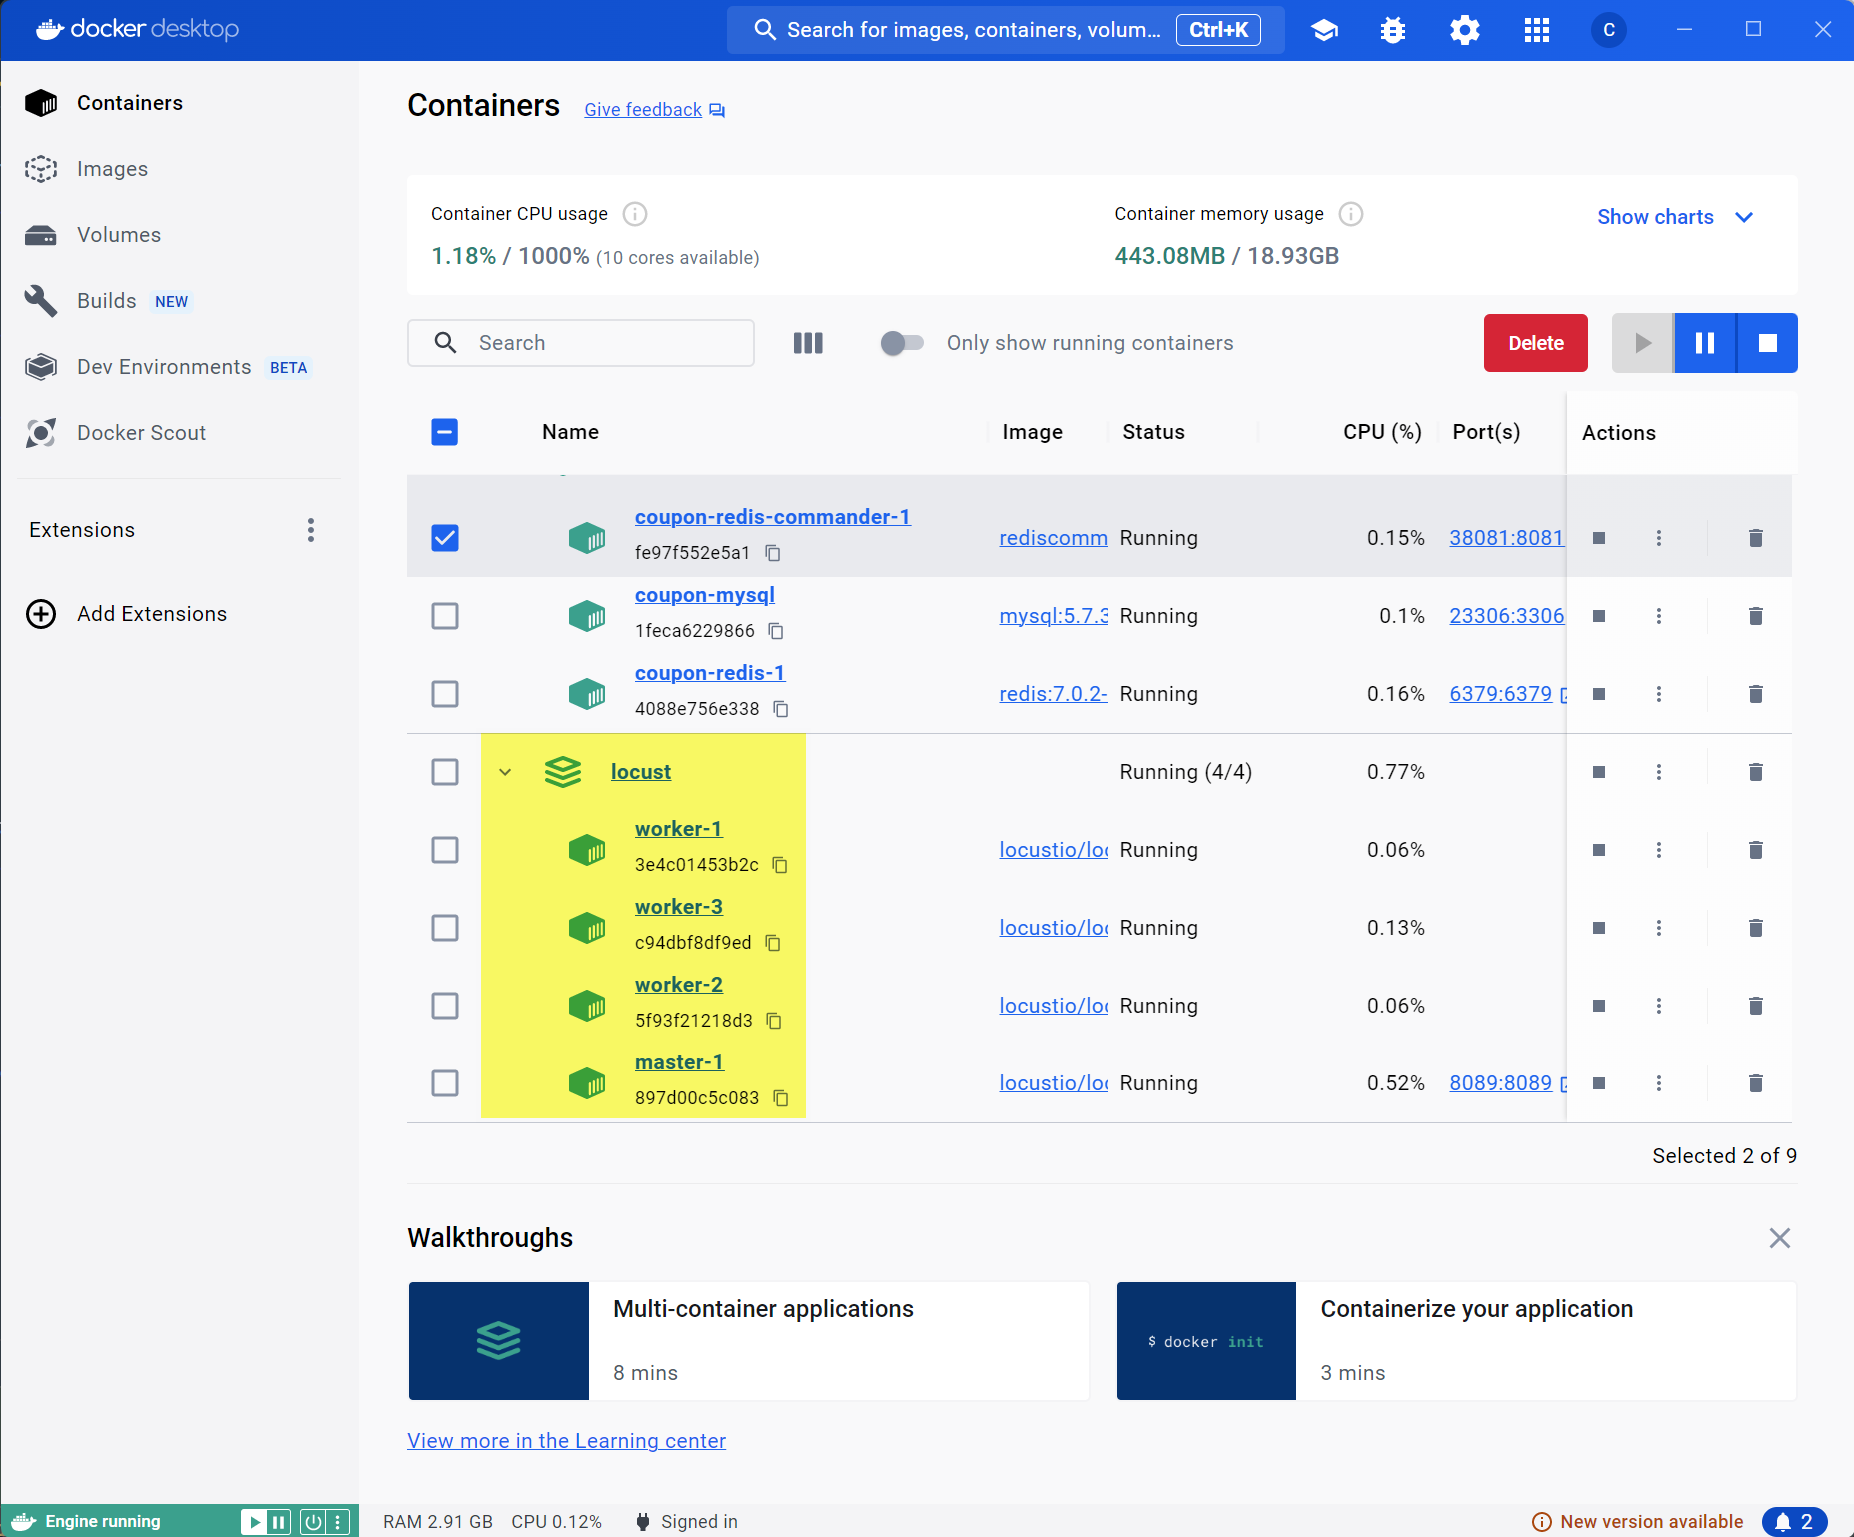 docker desktop
Search for images, containers, volum... Ctrl+K
C
Containers
Images
Volumes
Builds NEW
Dev Environments BETA
Docker Scout
Extensions
Add Extensions
Containers Give feedback
Container CPU usage
1.18% / 1000% (10 cores available)
Container memory usage
443.08MB / 18.93GB
Show charts
Search
Only show running containers
Delete
Name Image Status CPU (%) Port(s) Actions
coupon-redis-commander-1
fe97f552e5a1
rediscomm Running 0.15% 38081:8081
coupon-mysql
1feca6229866
mysql:5.7.3 Running 0.1% 23306:3306
coupon-redis-1
4088e756e338
redis:7.0.2- Running 0.16% 6379:6379
locust Running (4/4) 0.77%
worker-1
3e4c01453b2c
locustio/loc Running 0.06%
worker-3
c94dbf8df9ed
locustio/loc Running 0.13%
worker-2
5f93f21218d3
locustio/loc Running 0.06%
master-1
897d00c5c083
locustio/loc Running 0.52% 8089:8089
Selected 2 of 9
Walkthroughs
Multi-container applications
8 mins
$ docker init
Containerize your application
3 mins
View more in the Learning center
Engine running
RAM 2.91 GB CPU 0.12% Signed in
New version available
2